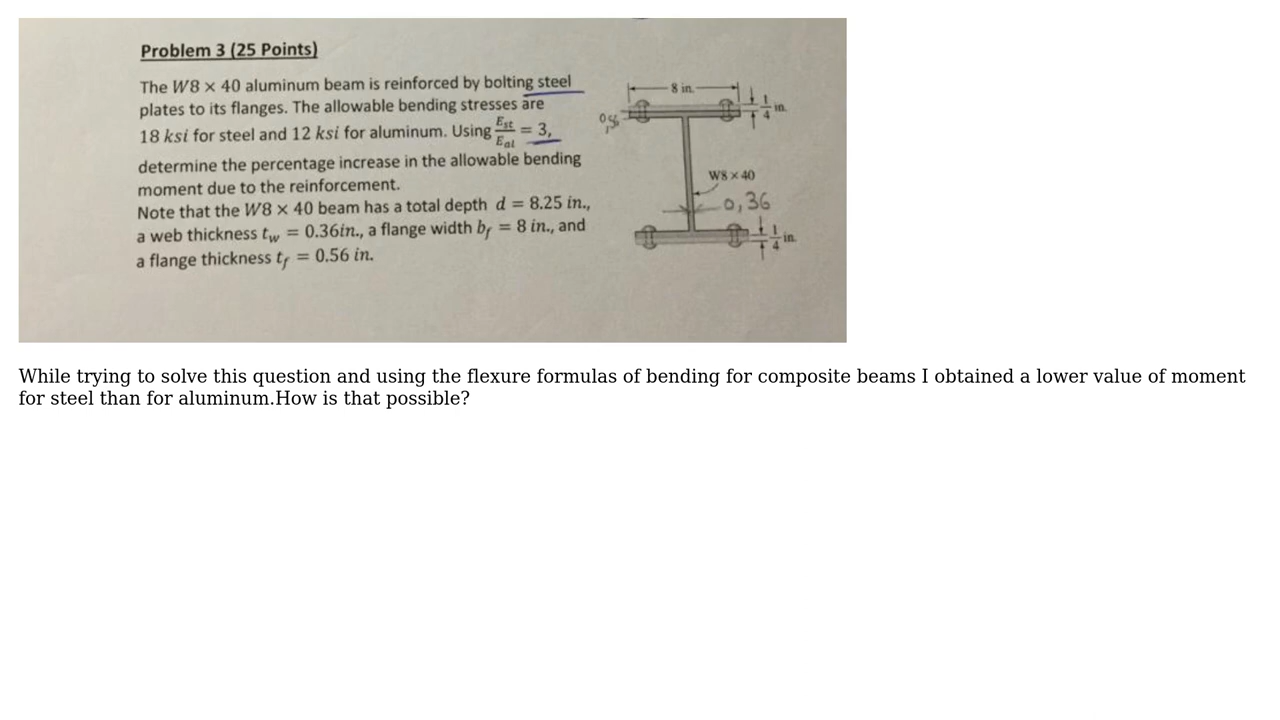 Problem 3 (25 Points)
The W8 × 40 aluminum beam is reinforced by bolting steel
plates to its flanges. The allowable bending stresses are
18 ksi for steel and 12 ksi for aluminum. Using E_st/E_al = 3,
determine the percentage increase in the allowable bending
moment due to the reinforcement.
Note that the W8 × 40 beam has a total depth d = 8.25 in.,
a web thickness t_w = 0.36in., a flange width b_f = 8 in., and
a flange thickness t_f = 0.56 in.
8 in.
1/4 in.
W8 × 40
0,36
1/4 in.
While trying to solve this question and using the flexure formulas of bending for composite beams I obtained a lower value of moment
for steel than for aluminum.How is that possible?